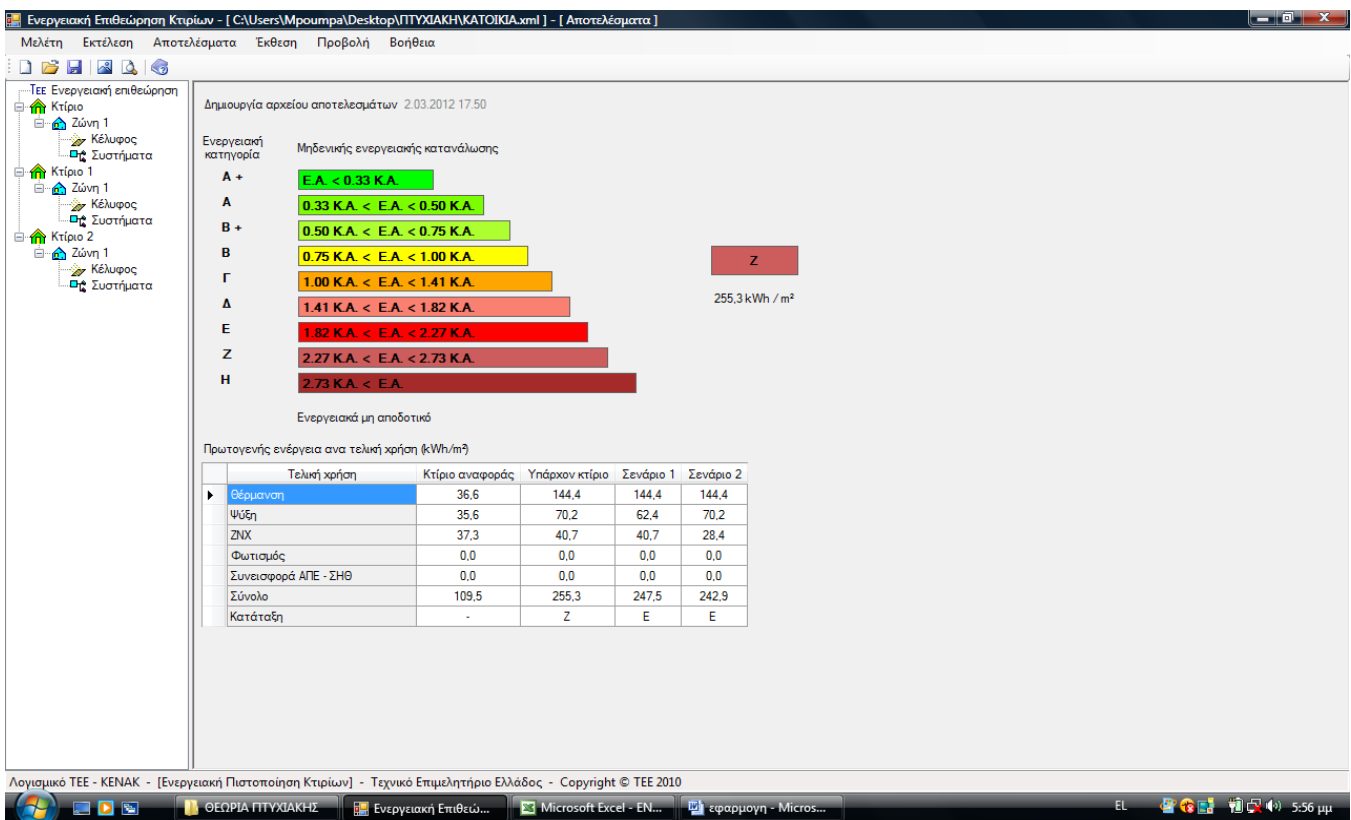 Ενεργειακή Επιθεώρηση Κτιρίων - [ C:\Users\Mpoumpa\Desktop\ΠΤΥΧΙΑΚΗ\ΚΑΤΟΙΚΙΑ.xml ] - [ Αποτελέσματα ]
Μελέτη Εκτέλεση Αποτελέσματα Έκθεση Προβολή Βοήθεια
ΤΕΕ Ενεργειακή επιθεώρηση
Κτίριο
Ζώνη 1
Κέλυφος
Συστήματα
Κτίριο 1
Ζώνη 1
Κέλυφος
Συστήματα
Κτίριο 2
Ζώνη 1
Κέλυφος
Συστήματα
Δημιουργία αρχείου αποτελεσμάτων 2.03.2012 17.50
Ενεργειακή κατηγορία
Μηδενικής ενεργειακής κατανάλωσης
Α + Ε.Α. < 0.33 Κ.Α.
Α 0.33 Κ.Α. < Ε.Α. < 0.50 Κ.Α.
Β + 0.50 Κ.Α. < Ε.Α. < 0.75 Κ.Α.
Β 0.75 Κ.Α. < Ε.Α. < 1.00 Κ.Α.
Γ 1.00 Κ.Α. < Ε.Α. < 1.41 Κ.Α.
Δ 1.41 Κ.Α. < Ε.Α. < 1.82 Κ.Α.
Ε 1.82 Κ.Α. < Ε.Α. < 2.27 Κ.Α.
Ζ 2.27 Κ.Α. < Ε.Α. < 2.73 Κ.Α.
Η 2.73 Κ.Α. < Ε.Α.
Ζ
255,3 kWh / m²
Ενεργειακά μη αποδοτικό
Πρωτογενής ενέργεια ανα τελική χρήση (kWh/m²)
Τελική χρήση Κτίριο αναφοράς Υπάρχον κτίριο Σενάριο 1 Σενάριο 2
Θέρμανση 36,6 144,4 144,4 144,4
Ψύξη 35,6 70,2 62,4 70,2
ΖΝΧ 37,3 40,7 40,7 28,4
Φωτισμός 0,0 0,0 0,0 0,0
Συνεισφορά ΑΠΕ - ΣΗΘ 0,0 0,0 0,0 0,0
Σύνολο 109,5 255,3 247,5 242,9
Κατάταξη - Ζ Ε Ε
Λογισμικό ΤΕΕ - ΚΕΝΑΚ - [Ενεργειακή Πιστοποίηση Κτιρίων] - Τεχνικό Επιμελητήριο Ελλάδος - Copyright © ΤΕΕ 2010
ΘΕΩΡΙΑ ΠΤΥΧΙΑΚΗΣ Ενεργειακή Επιθεώ... Microsoft Excel - EN... εφαρμογη - Micros... EL 5:56 μμ